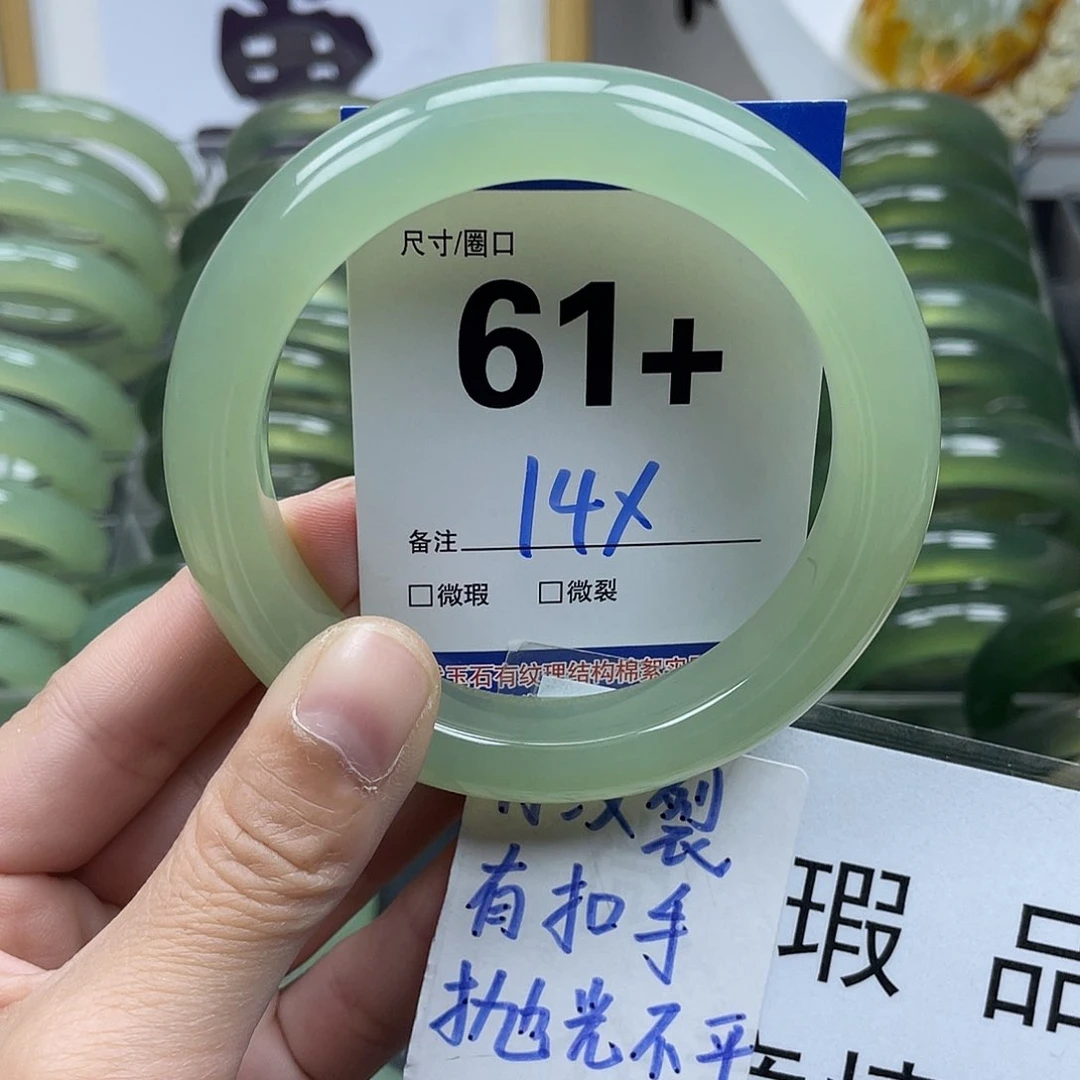 尺寸/圈口
61+
14X
备注
□微瑕 □微裂
玉石有纹理结构棉絮
裂
有扣手
抛光不平
瑕 品